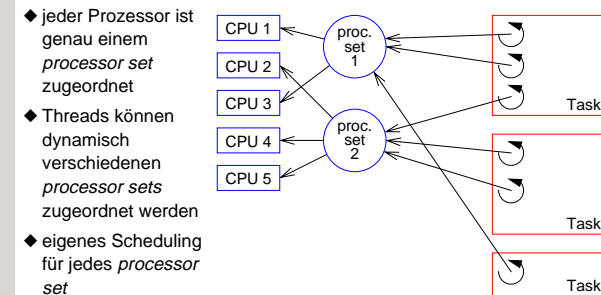 ◆ jeder Prozessor ist
genau einem
processor set
zugeordnet
◆ Threads können
dynamisch
verschiedenen
processor sets
zugeordnet werden
◆ eigenes Scheduling
für jedes processor
set
CPU 1
CPU 2
CPU 3
CPU 4
CPU 5
proc.
set
1
proc.
set
2
Task
Task
Task